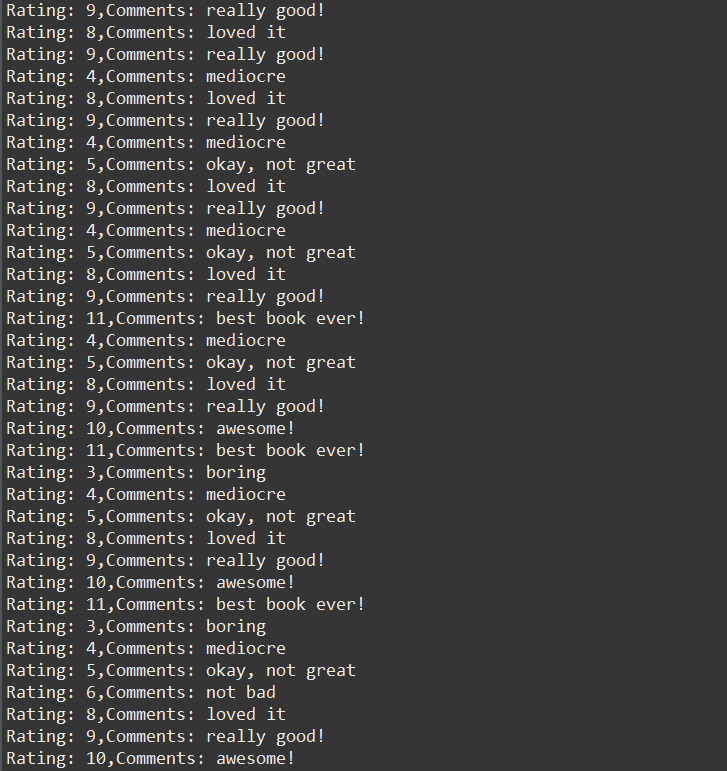 Rating: 9,Comments: really good!
Rating: 8,Comments: loved it
Rating: 9,Comments: really good!
Rating: 4,Comments: mediocre
Rating: 8,Comments: loved it
Rating: 9,Comments: really good!
Rating: 4,Comments: mediocre
Rating: 5,Comments: okay, not great
Rating: 8,Comments: loved it
Rating: 9,Comments: really good!
Rating: 4,Comments: mediocre
Rating: 5,Comments: okay, not great
Rating: 8,Comments: loved it
Rating: 9,Comments: really good!
Rating: 11,Comments: best book ever!
Rating: 4,Comments: mediocre
Rating: 5,Comments: okay, not great
Rating: 8,Comments: loved it
Rating: 9,Comments: really good!
Rating: 10,Comments: awesome!
Rating: 11,Comments: best book ever!
Rating: 3,Comments: boring
Rating: 4,Comments: mediocre
Rating: 5,Comments: okay, not great
Rating: 8,Comments: loved it
Rating: 9,Comments: really good!
Rating: 10,Comments: awesome!
Rating: 11,Comments: best book ever!
Rating: 3,Comments: boring
Rating: 4,Comments: mediocre
Rating: 5,Comments: okay, not great
Rating: 6,Comments: not bad
Rating: 8,Comments: loved it
Rating: 9,Comments: really good!
Rating: 10,Comments: awesome!